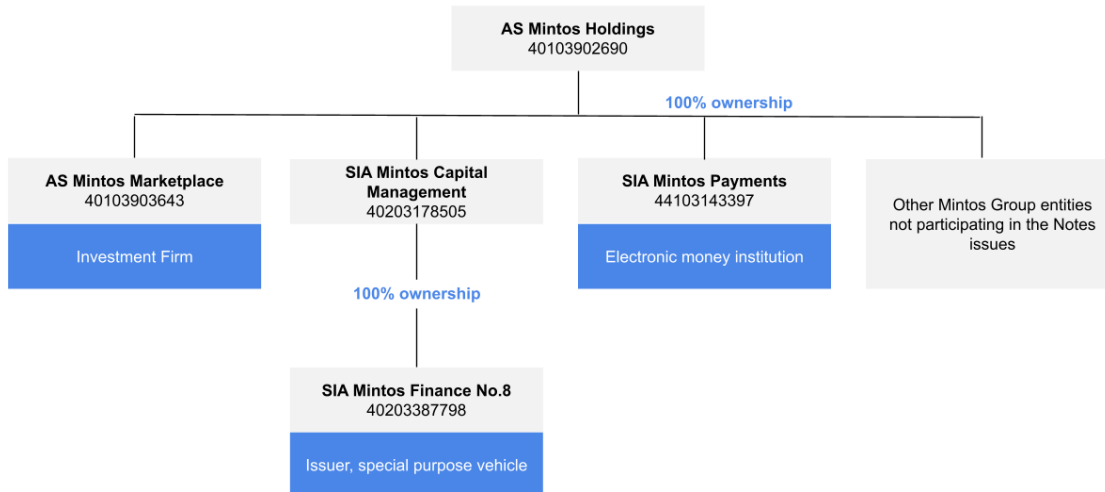 AS Mintos Holdings
40103902690
100% ownership
AS Mintos Marketplace
40103903643
Investment Firm
SIA Mintos Capital
Management
40203178505
SIA Mintos Payments
44103143397
Electronic money institution
Other Mintos Group entities
not participating in the Notes
issues
100% ownership
SIA Mintos Finance No.8
40203387798
Issuer, special purpose vehicle